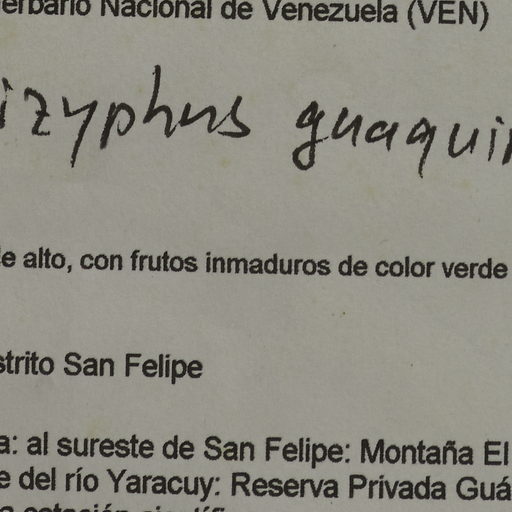 erbario Nacional de Venezuela (VEN)
izyphus guaquir
e alto, con frutos inmaduros de color verde
strito San Felipe
a: al sureste de San Felipe: Montaña El
e del río Yaracuy: Reserva Privada Guá